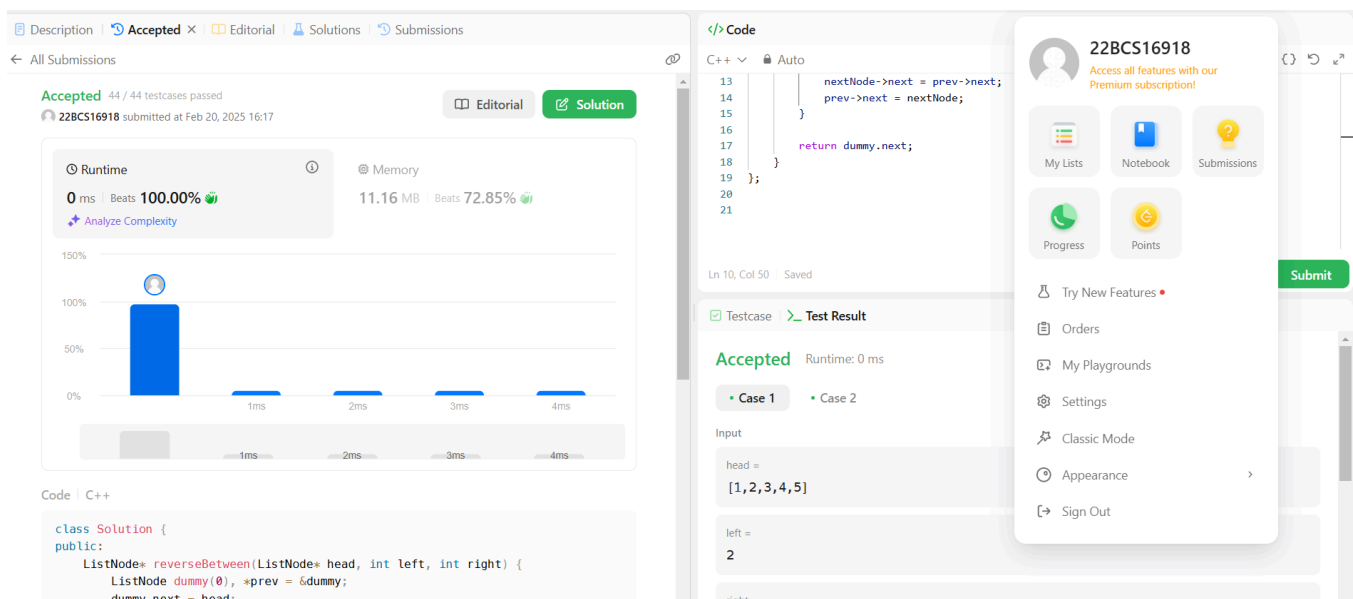 Description
Accepted
Editorial
Solutions
Submissions
All Submissions
Accepted 44 / 44 testcases passed
22BCS16918 submitted at Feb 20, 2025 16:17
Editorial
Solution
Runtime
0 ms Beats 100.00%
Analyze Complexity
Memory
11.16 MB Beats 72.85%
150%
100%
50%
0%
1ms 2ms 3ms 4ms
1ms 2ms 3ms 4ms
Code C++
class Solution {
public:
    ListNode* reverseBetween(ListNode* head, int left, int right) {
        ListNode dummy(0), *prev = &dummy;
        dummy.next = head;
</> Code
C++ Auto
13 nextNode->next = prev->next;
14 prev->next = nextNode;
15 }
16
17 return dummy.next;
18 }
19 };
20
21
Ln 10, Col 50 Saved
Submit
Testcase
>_ Test Result
Accepted Runtime: 0 ms
• Case 1 • Case 2
Input
head =
[1,2,3,4,5]
left =
2
right =
22BCS16918
Access all features with our
Premium subscription!
My Lists
Notebook
Submissions
Progress
Points
Try New Features
Orders
My Playgrounds
Settings
Classic Mode
Appearance
Sign Out